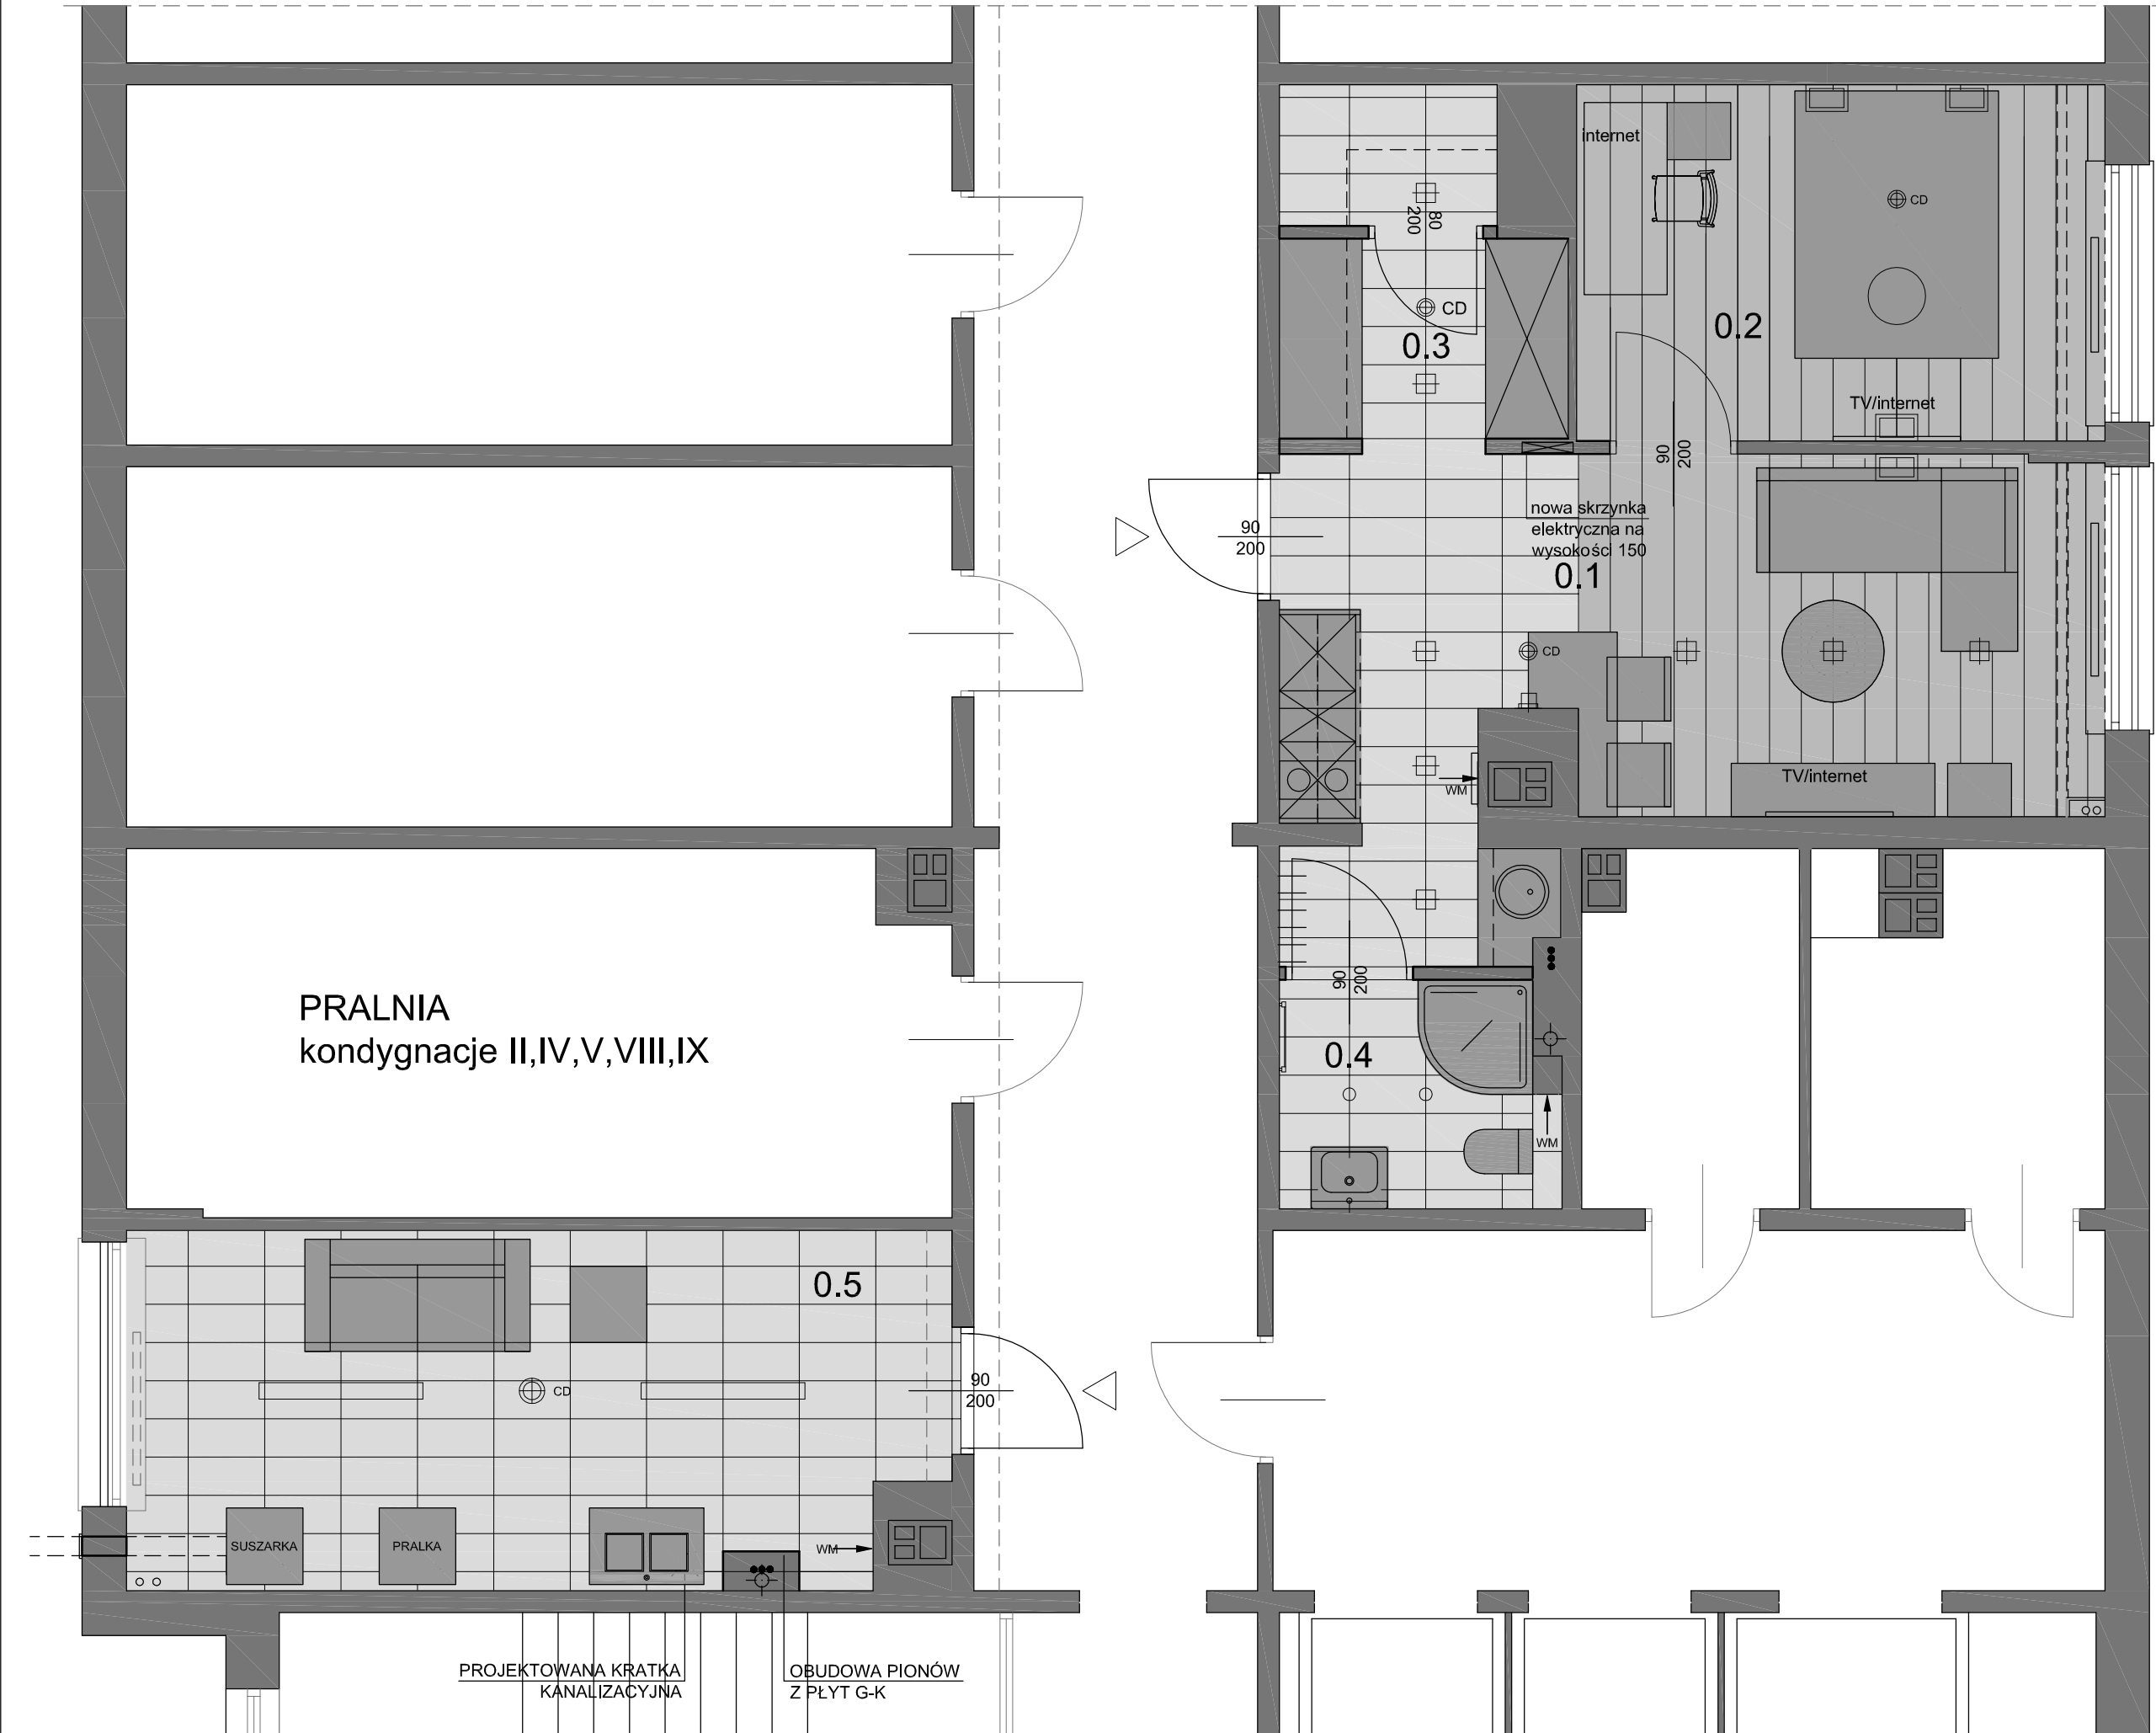 internet
CD
80
200
CD
0.3
0.2
TV/internet
90
200
nowa skrzynka
elektryczna na
wysokości 150
0.1
90
200
CD
TV/internet
WM
90
200
PRALNIA
kondygnacje II,IV,V,VIII,IX
0.4
WM
0.5
90
200
CD
SUSZARKA
PRALKA
WM
PROJEKTOWANA KRATKA
KANALIZACYJNA
OBUDOWA PIONÓW
Z PŁYT G-K